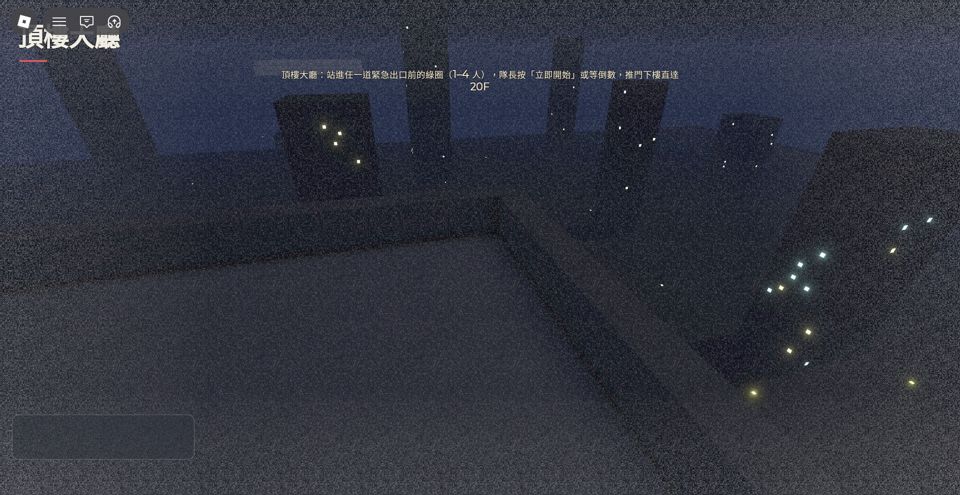 頂樓大廳
頂樓大廳：站進任一道緊急出口前的綠圈（1–4 人），隊長按「立即開始」或等倒數，推門下樓直達
20F